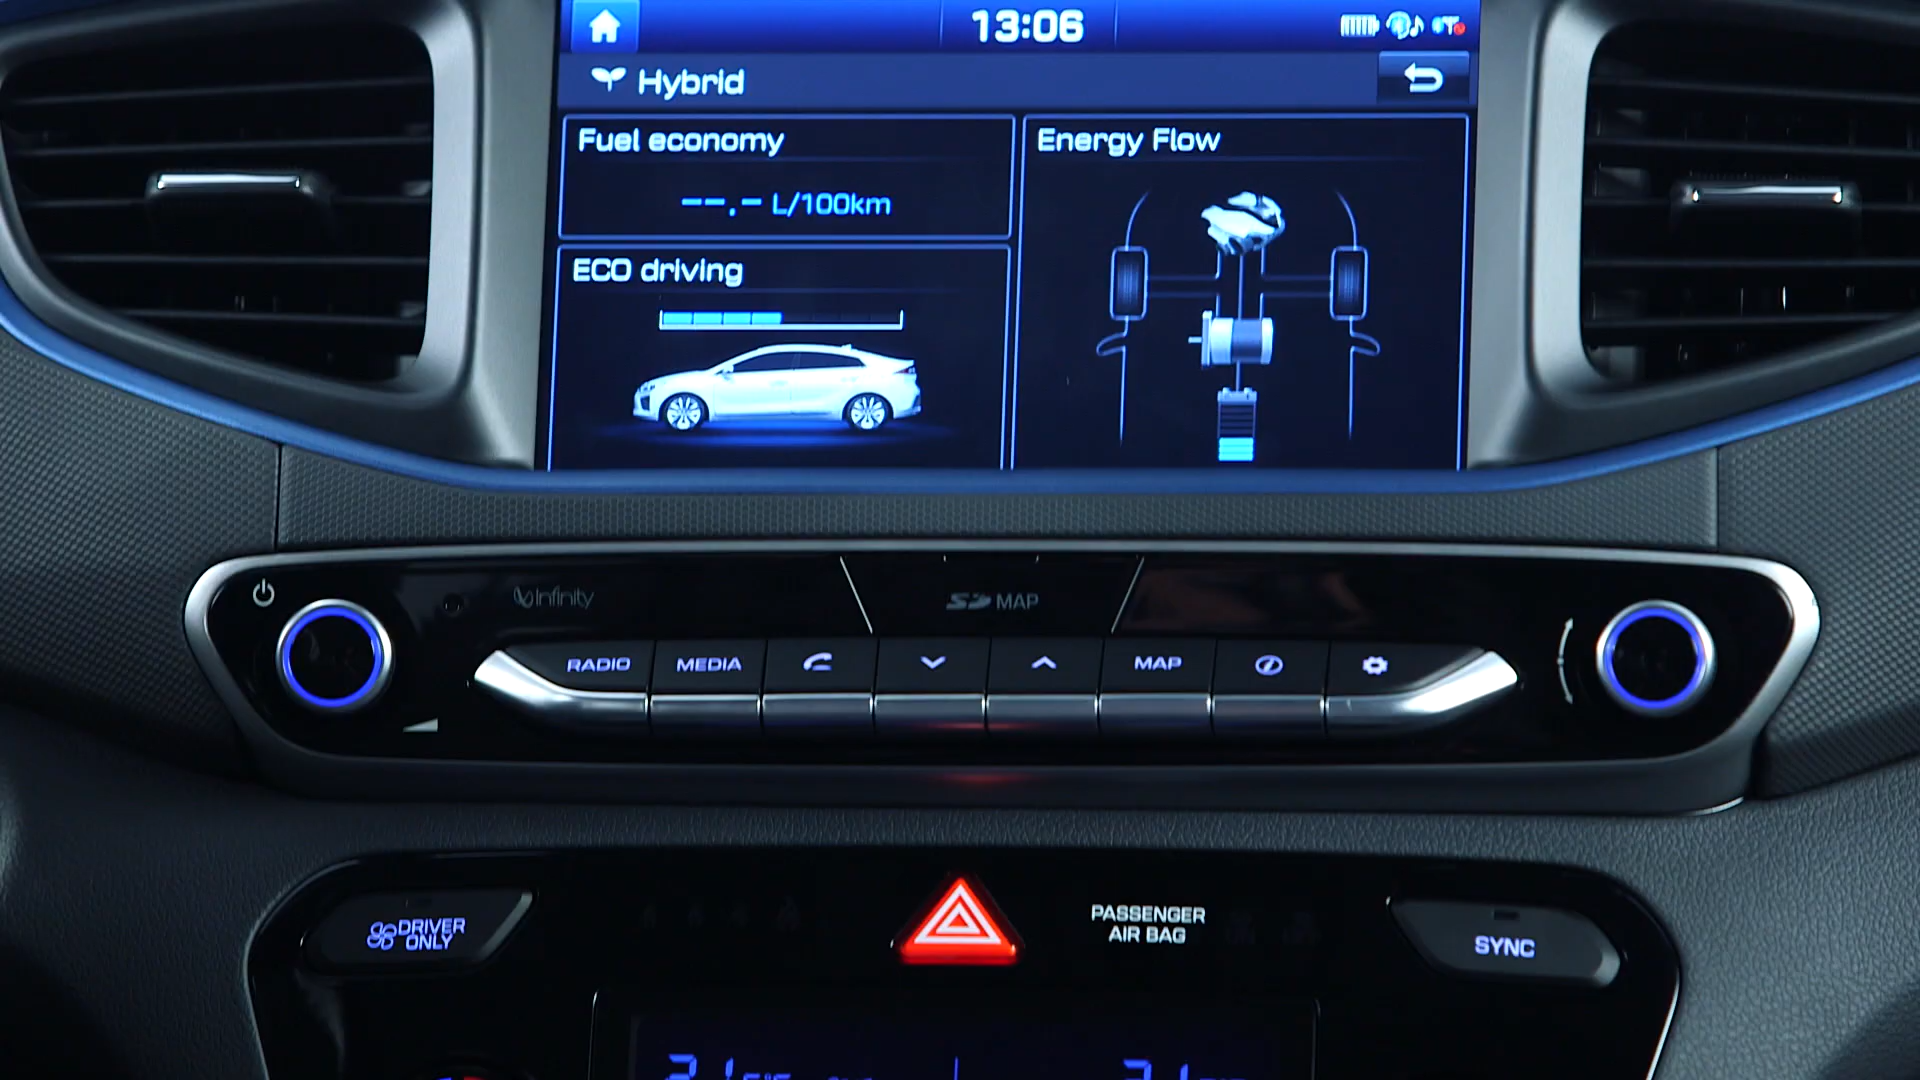 13:06
Hybrid
Fuel economy
--.- L/100km
Energy Flow
ECO driving
Infinity
SD MAP
RADIO
MEDIA
MAP
DRIVER
ONLY
PASSENGER
AIR BAG
SYNC